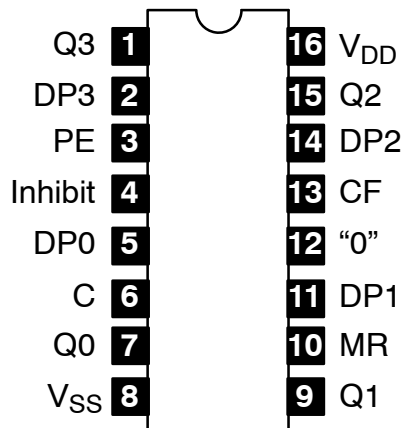 Q3 1 16 VDD
DP3 2 15 Q2
PE 3 14 DP2
Inhibit 4 13 CF
DP0 5 12 “0”
C 6 11 DP1
Q0 7 10 MR
VSS 8 9 Q1